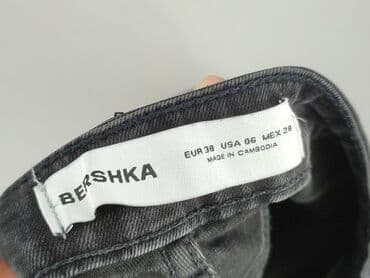 BERSHKA
EUR 38 USA 06 MEX 28
MADE IN CAMBODIA